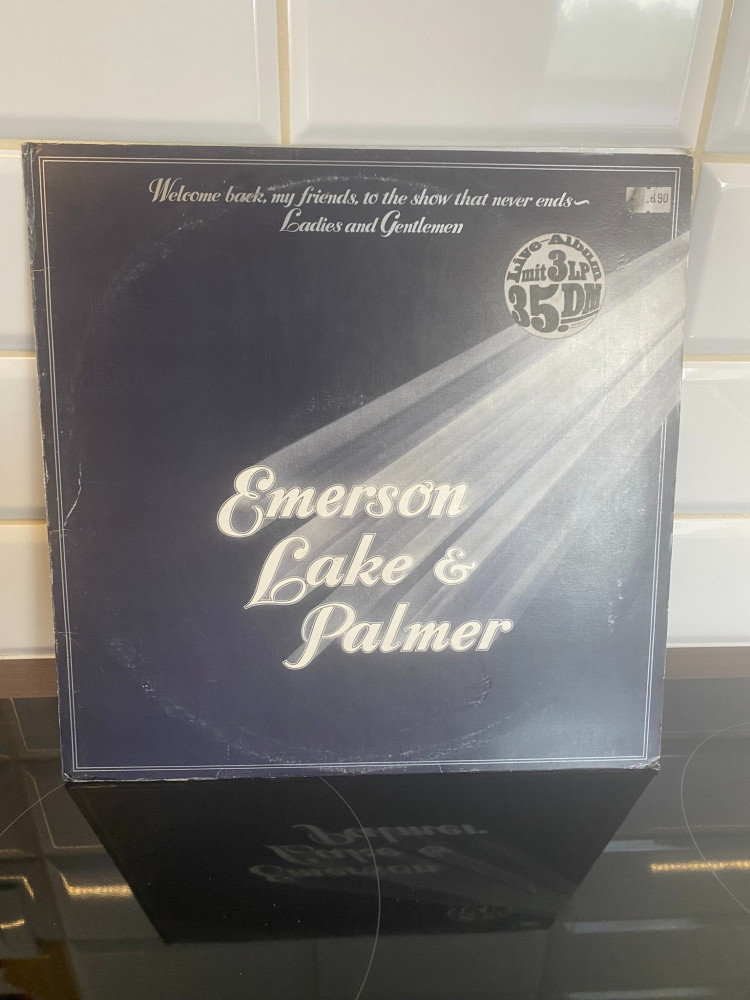 Welcome back, my friends, to the show that never ends~
Ladies and Gentlemen
Live-Album
mit 3 LP
35.DM
Emerson
Lake &
Palmer